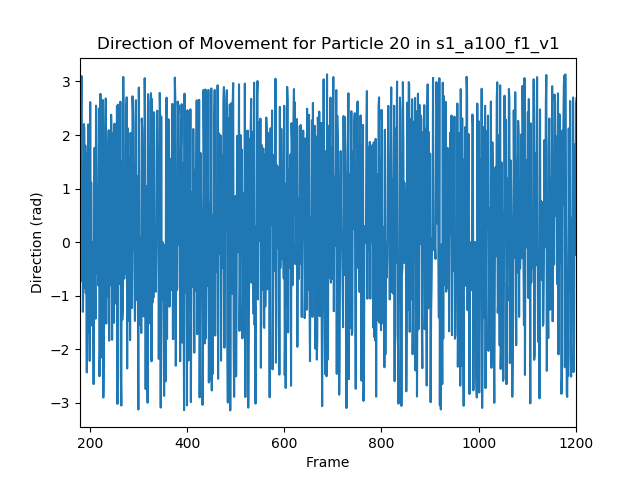 Direction of Movement for Particle 20 in s1_a100_f1_v1
3
2
1
0
−1
−2
−3
Direction (rad)
200 400 600 800 1000 1200
Frame